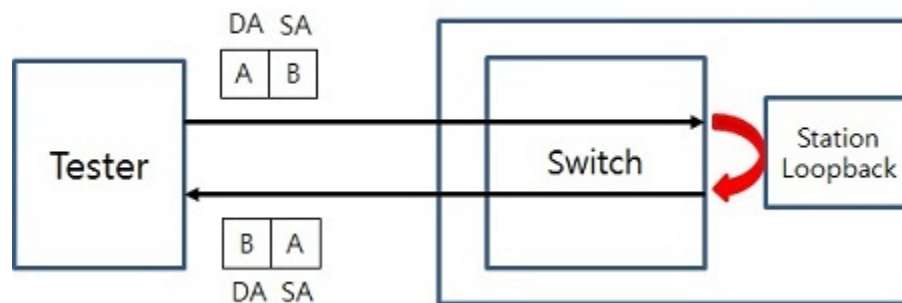 DA SA
A B
Tester
Switch
Station
Loopback
B A
DA SA